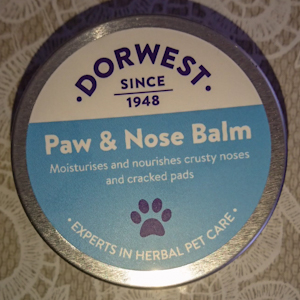 · DORWEST ·
SINCE
1948
Paw & Nose Balm
Moisturises and nourishes crusty noses
and cracked pads
· EXPERTS IN HERBAL PET CARE ·